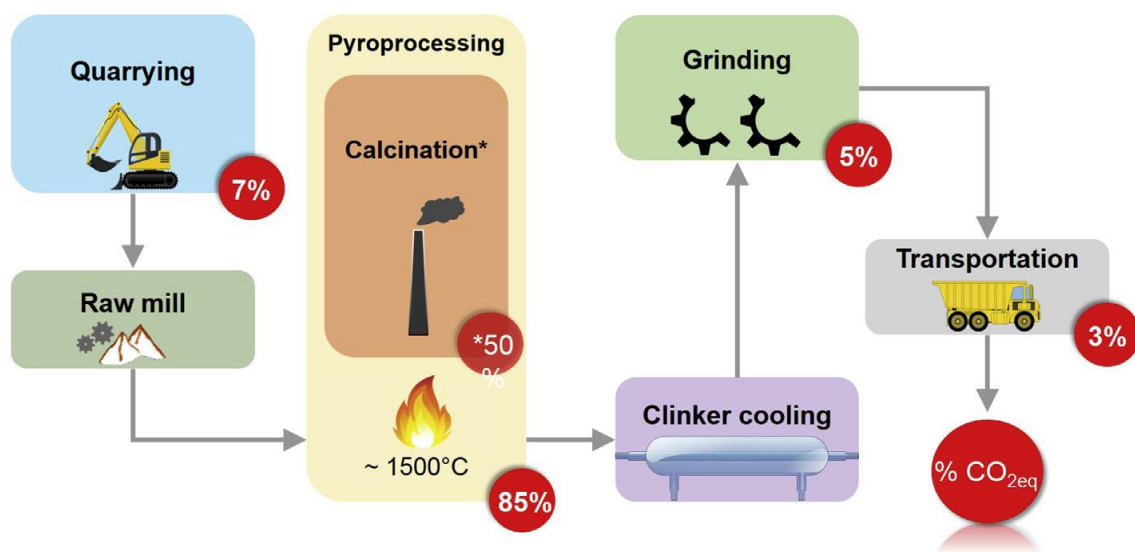 Quarrying
7%
Raw mill
Pyroprocessing
Calcination*
*50
%
~ 1500°C
85%
Clinker cooling
Grinding
5%
Transportation
3%
% CO2eq